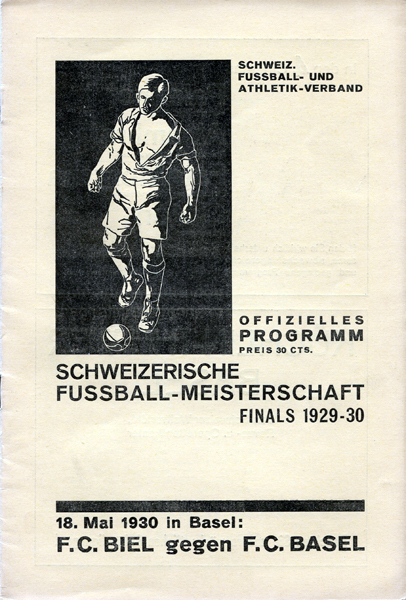 SCHWEIZ.
FUSSBALL- UND
ATHLETIK-VERBAND
OFFIZIELLES
PROGRAMM
PREIS 30 CTS.
SCHWEIZERISCHE
FUSSBALL-MEISTERSCHAFT
FINALS 1929-30
18. Mai 1930 in Basel:
F.C. BIEL gegen F.C. BASEL